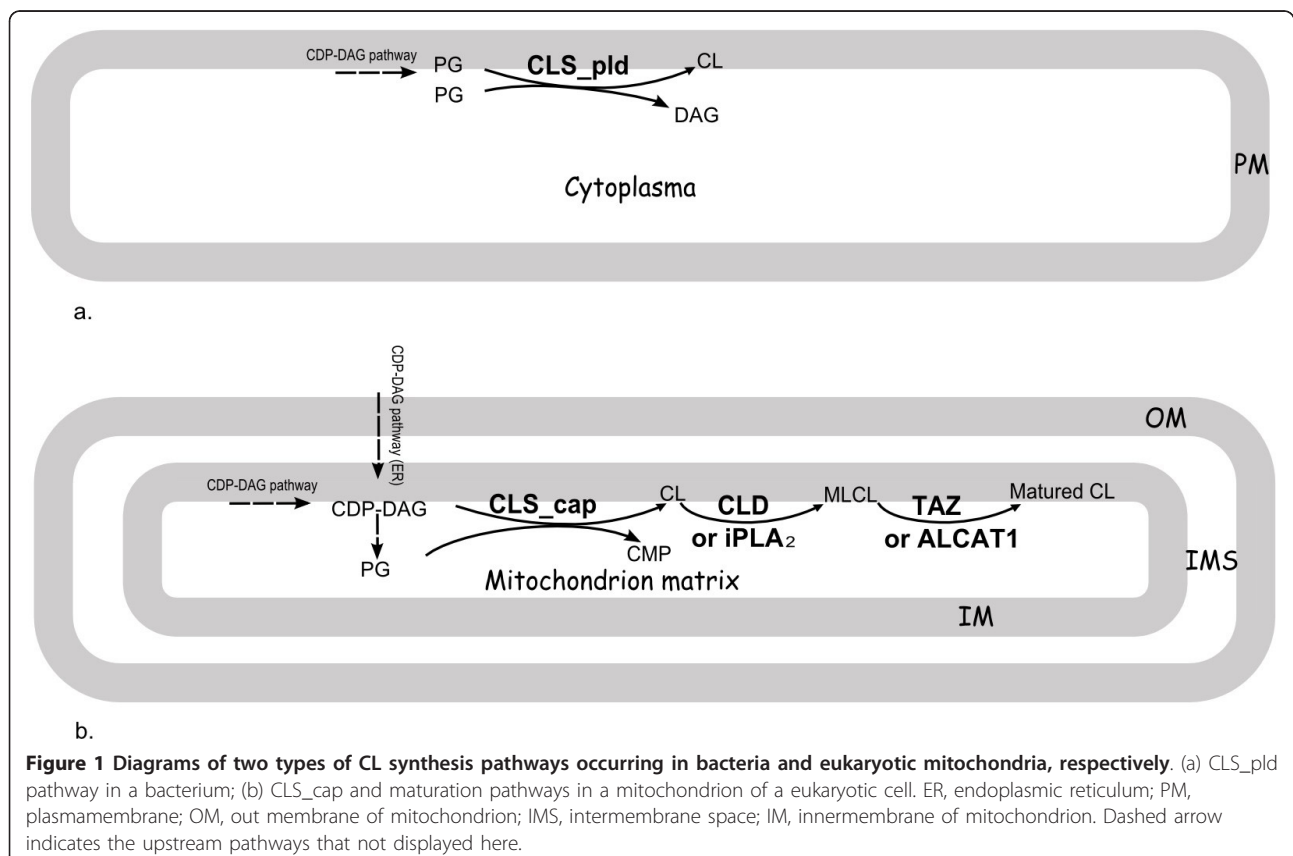 CDP-DAG pathway
PG
CLS_pld
CL
PG
DAG
Cytoplasma
PM
a.
CDP-DAG pathway (ER)
OM
CDP-DAG pathway
CDP-DAG
CLS_cap
CL
CLD
MLCL
TAZ
Matured CL
or iPLA₂
or ALCAT1
CMP
PG
Mitochondrion matrix
IMS
IM
b.
Figure 1 Diagrams of two types of CL synthesis pathways occurring in bacteria and eukaryotic mitochondria, respectively. (a) CLS_pld
pathway in a bacterium; (b) CLS_cap and maturation pathways in a mitochondrion of a eukaryotic cell. ER, endoplasmic reticulum; PM,
plasmamembrane; OM, out membrane of mitochondrion; IMS, intermembrane space; IM, innermembrane of mitochondrion. Dashed arrow
indicates the upstream pathways that not displayed here.